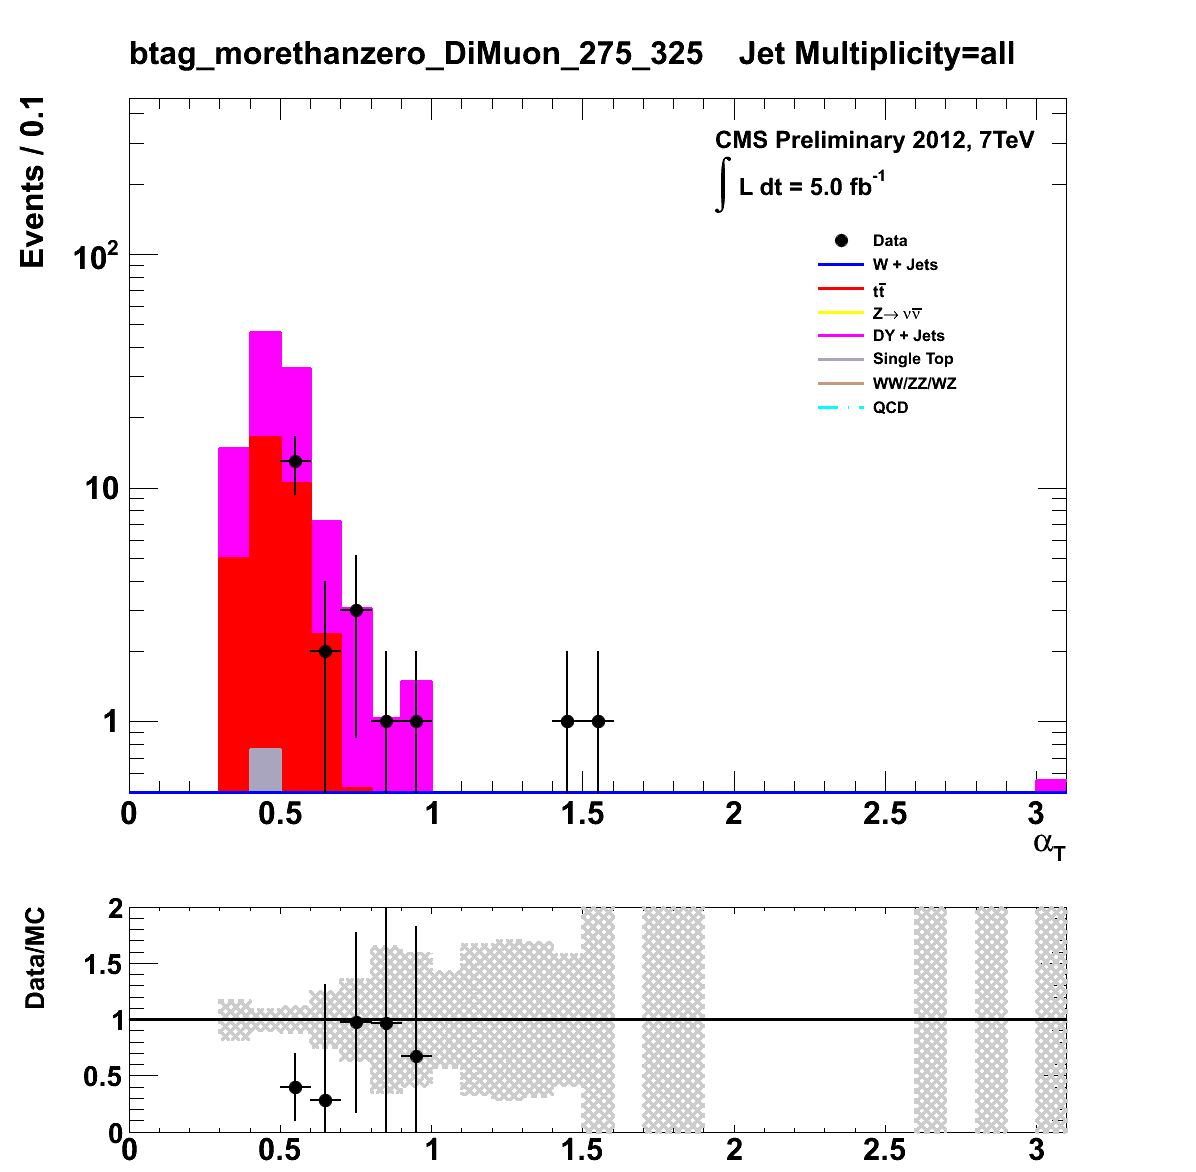 btag_morethanzero_DiMuon_275_325 Jet Multiplicity=all
Events / 0.1
CMS Preliminary 2012, 7TeV
∫ L dt = 5.0 fb⁻¹
Data
W + Jets
tt̅
Z→ νν̅
DY + Jets
Single Top
WW/ZZ/WZ
QCD
10²
10
1
0 0.5 1 1.5 2 2.5 3
α_T
Data/MC
2
1.5
1
0.5
0
0 0.5 1 1.5 2 2.5 3